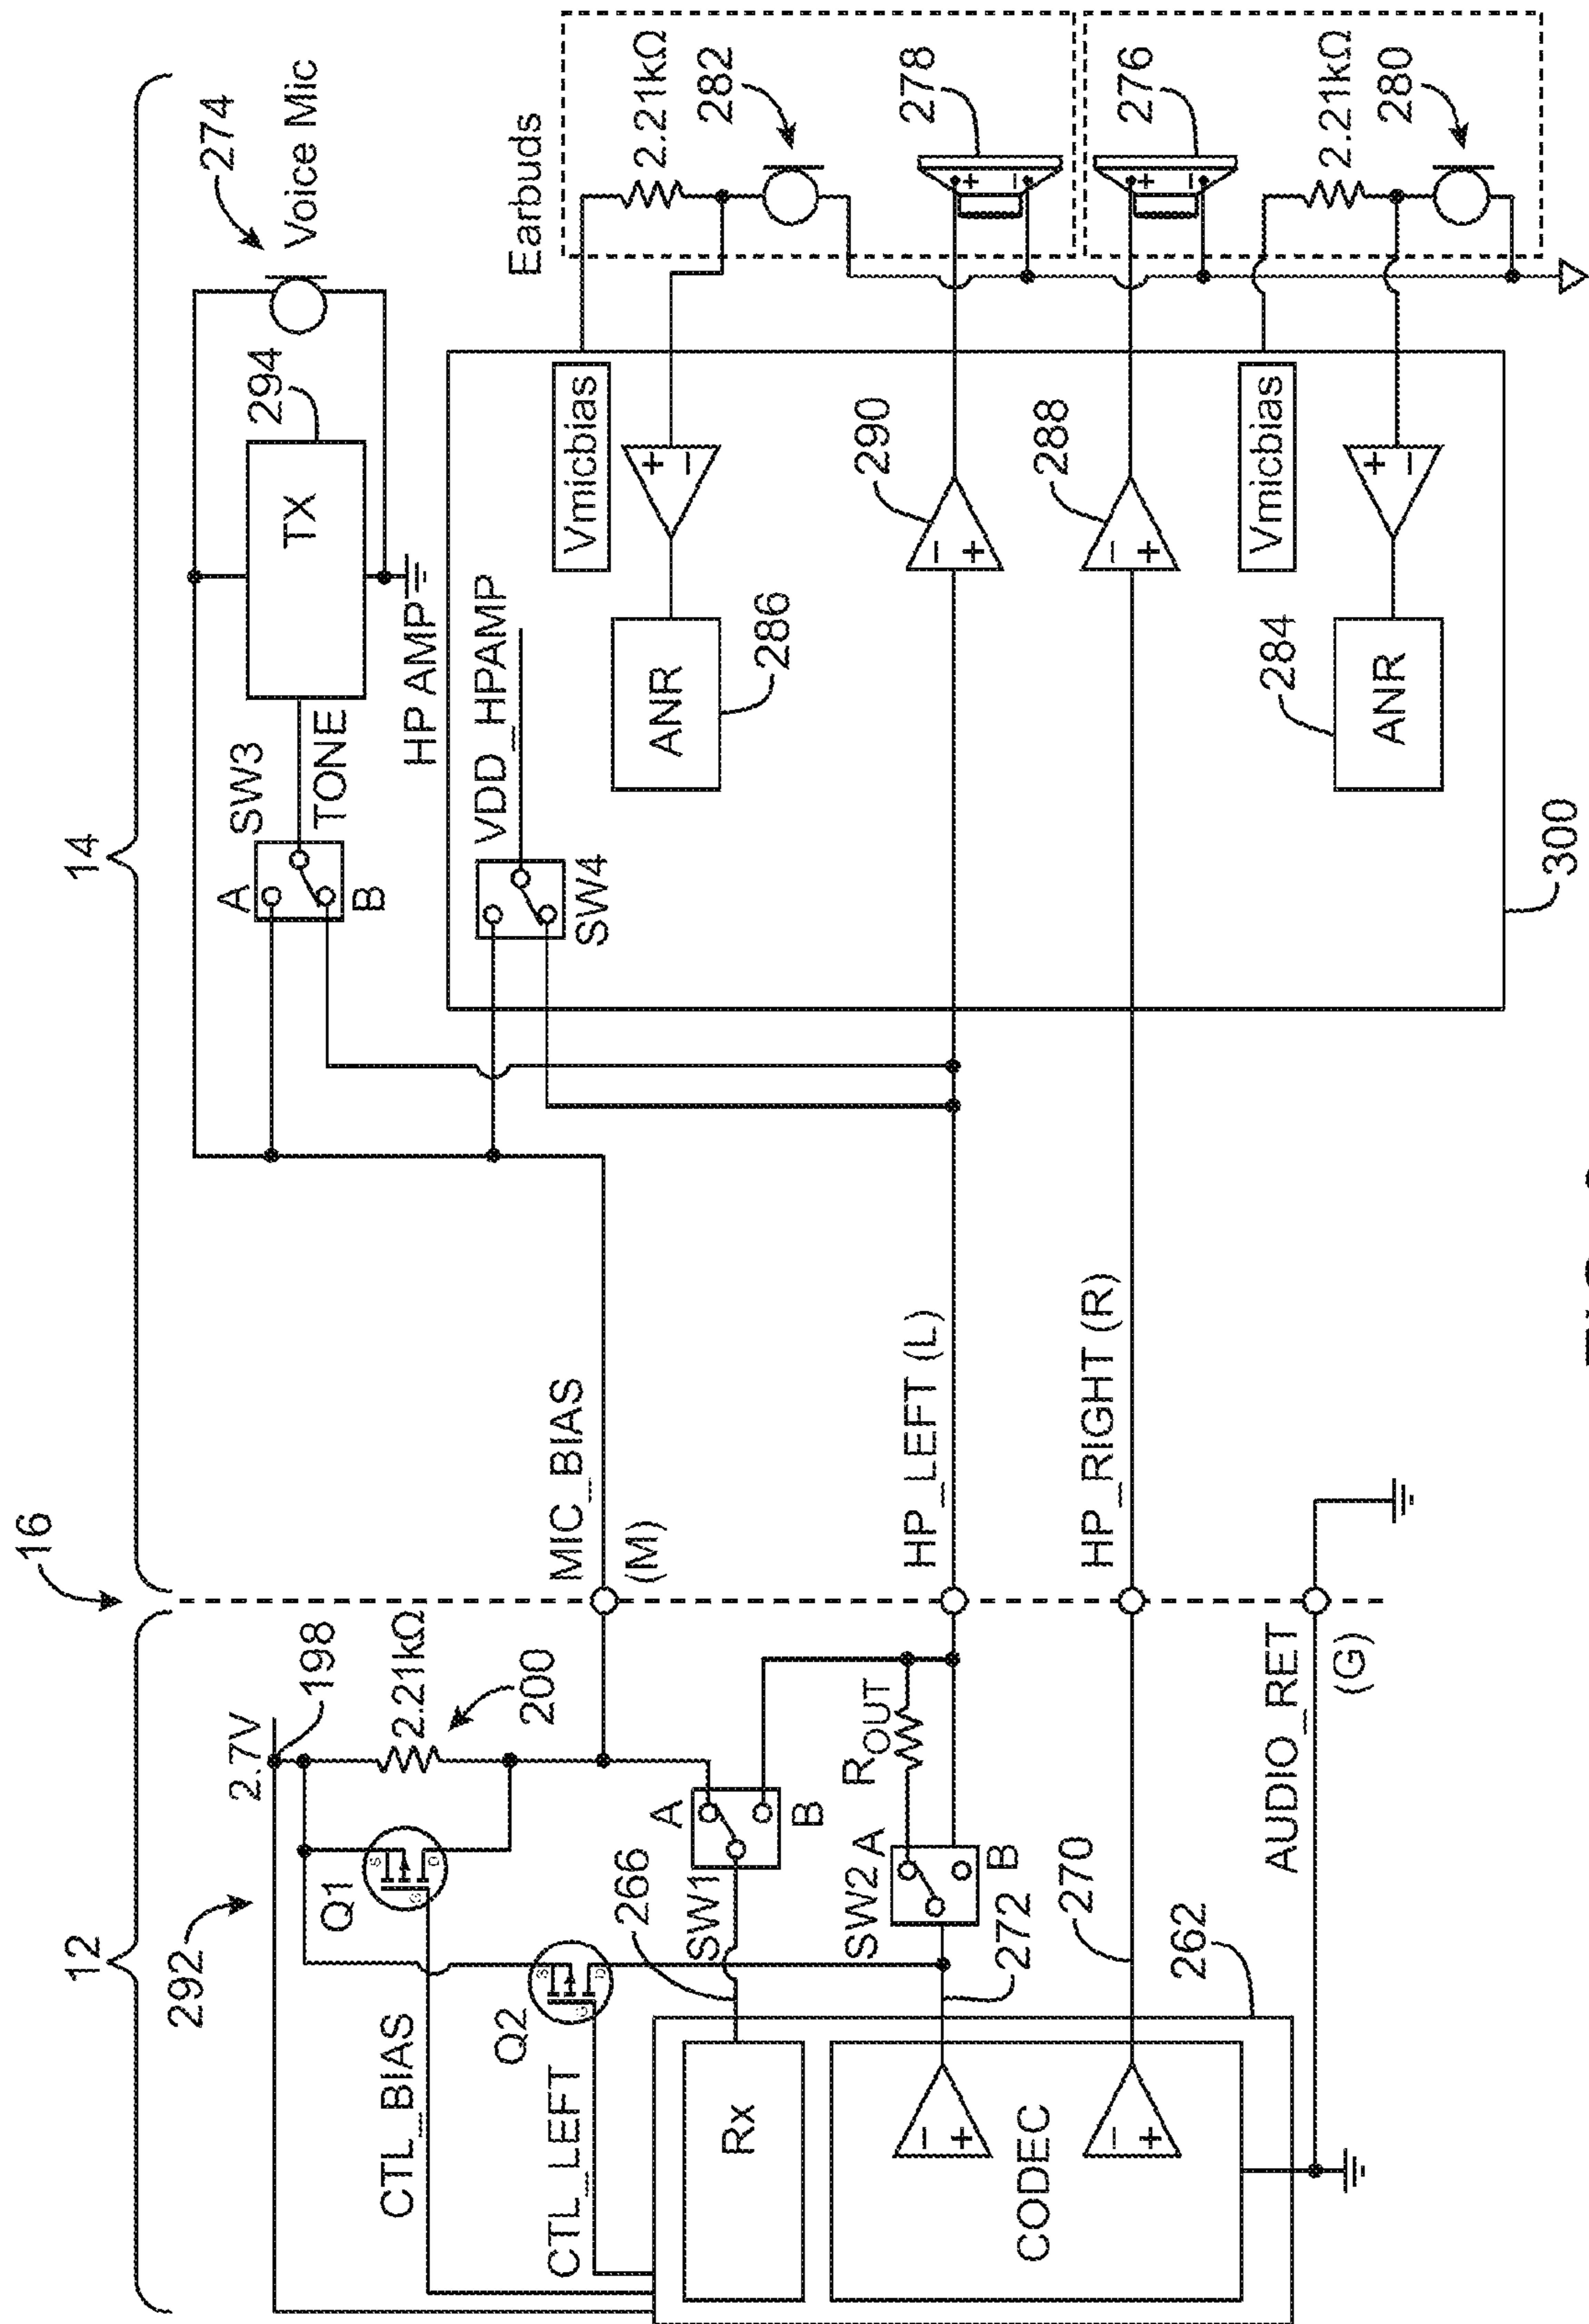 16
12
14
292
2.7V
198
2.21kΩ
200
Q1
S
D
G
CTL_BIAS
Q2
S
D
G
CTL_LEFT
266
SW1
A
B
MIC_BIAS
(M)
R_OUT
SW2
A
B
272
270
262
Rx
CODEC
−
+
−
+
HP_LEFT (L)
HP_RIGHT (R)
AUDIO_RET
(G)
274
Voice Mic
294
TX
SW3
A
B
TONE
HP AMP
VDD_HPAMP
SW4
Vmicbias
+
−
ANR
286
290
−
+
288
−
+
Vmicbias
+
−
284
ANR
300
Earbuds
2.21kΩ
282
278
+
−
276
+
−
2.21kΩ
280